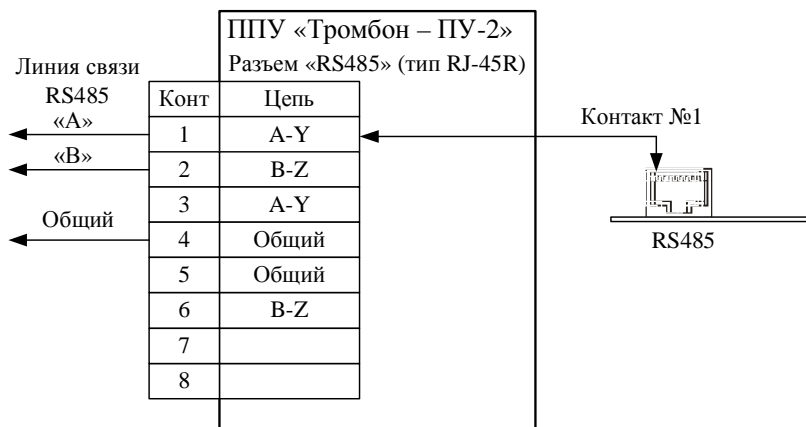 ППУ «Тромбон – ПУ-2»
Разъем «RS485» (тип RJ-45R)
Линия связи
RS485
«А»
«В»
Общий
Конт Цепь
1 A-Y
2 B-Z
3 A-Y
4 Общий
5 Общий
6 B-Z
7
8
Контакт №1
RS485